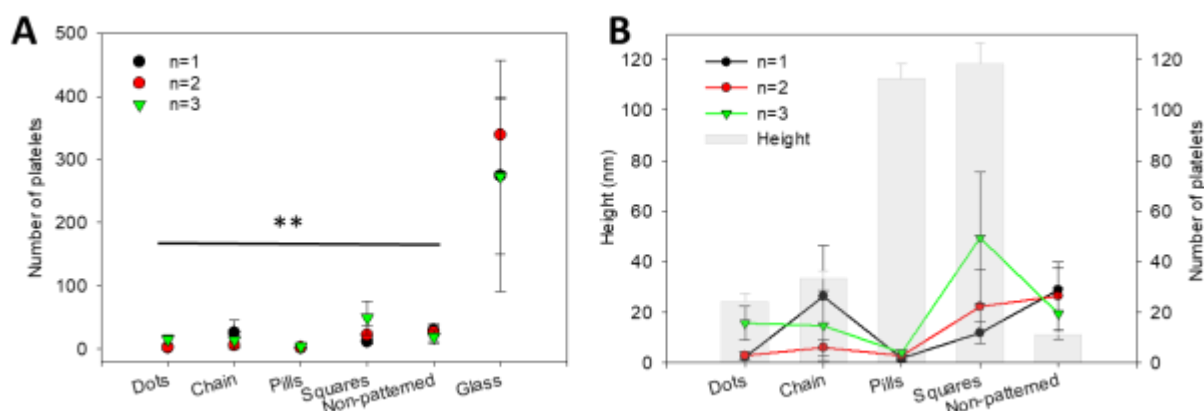 A
500
400
300
200
100
0
Number of platelets
n=1
n=2
n=3
**
Dots
Chain
Pills
Squares
Non-patterned
Glass
B
120
100
80
60
40
20
0
Height (nm)
n=1
n=2
n=3
Height
120
100
80
60
40
20
0
Number of platelets
Dots
Chain
Pills
Squares
Non-patterned